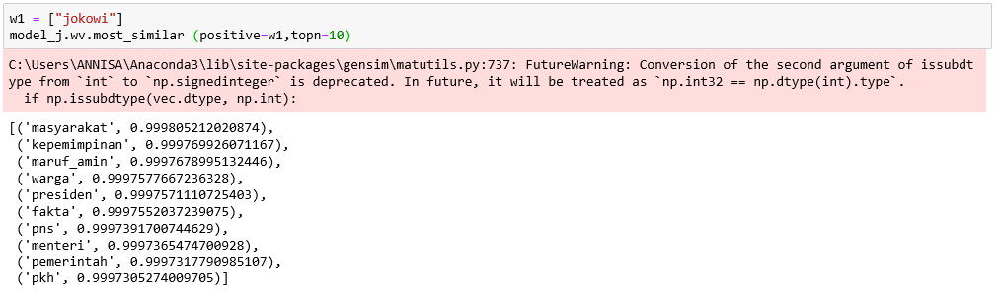 w1 = ["jokowi"]
model_j.wv.most_similar (positive=w1,topn=10)
C:\Users\ANNISA\Anaconda3\lib\site-packages\gensim\matutils.py:737: FutureWarning: Conversion of the second argument of issubdt
ype from `int` to `np.signedinteger` is deprecated. In future, it will be treated as `np.int32 == np.dtype(int).type`.
  if np.issubdtype(vec.dtype, np.int):
[('masyarakat', 0.999805212020874),
 ('kepemimpinan', 0.999769926071167),
 ('maruf_amin', 0.9997678995132446),
 ('warga', 0.9997577667236328),
 ('presiden', 0.9997571110725403),
 ('fakta', 0.9997552037239075),
 ('pns', 0.9997391700744629),
 ('menteri', 0.9997365474700928),
 ('pemerintah', 0.9997317790985107),
 ('pkh', 0.9997305274009705)]